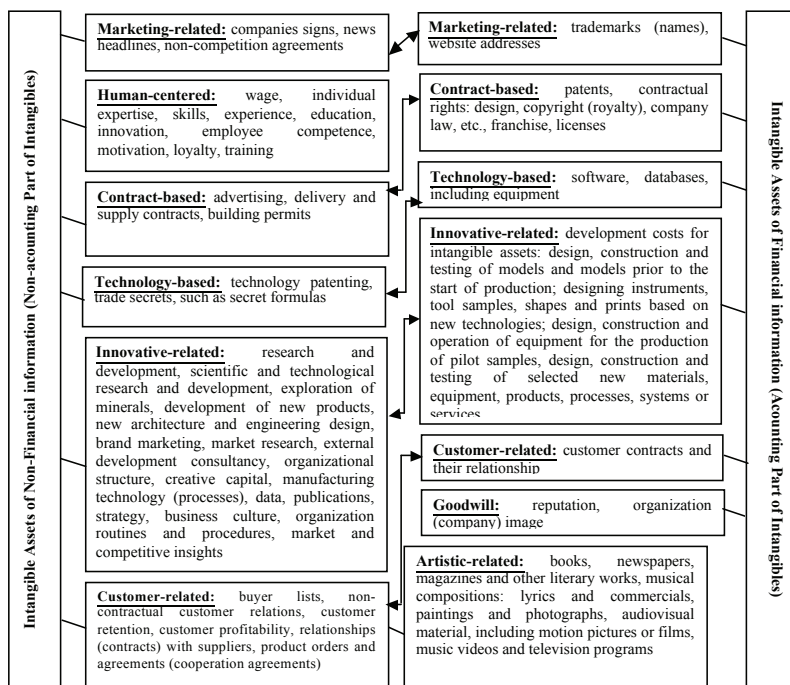 Intangible Assets of Non-Financial information (Non-acounting Part of Intangibles)
Marketing-related: companies signs, news
headlines, non-competition agreements
Human-centered: wage, individual
expertise, skills, experience, education,
innovation, employee competence,
motivation, loyalty, training
Contract-based: advertising, delivery and
supply contracts, building permits
Technology-based: technology patenting,
trade secrets, such as secret formulas
Innovative-related: research and
development, scientific and technological
research and development, exploration of
minerals, development of new products,
new architecture and engineering design,
brand marketing, market research, external
development consultancy, organizational
structure, creative capital, manufacturing
technology (processes), data, publications,
strategy, business culture, organization
routines and procedures, market and
competitive insights
Customer-related: buyer lists, non-
contractual customer relations, customer
retention, customer profitability, relationships
(contracts) with suppliers, product orders and
agreements (cooperation agreements)
Marketing-related: trademarks (names),
website addresses
Contract-based: patents, contractual
rights: design, copyright (royalty), company
law, etc., franchise, licenses
Technology-based: software, databases,
including equipment
Innovative-related: development costs for
intangible assets: design, construction and
testing of models and models prior to the
start of production; designing instruments,
tool samples, shapes and prints based on
new technologies; design, construction and
operation of equipment for the production
of pilot samples, design, construction and
testing of selected new materials,
equipment, products, processes, systems or
services
Customer-related: customer contracts and
their relationship
Goodwill: reputation, organization
(company) image
Artistic-related: books, newspapers,
magazines and other literary works, musical
compositions: lyrics and commercials,
paintings and photographs, audiovisual
material, including motion pictures or films,
music videos and television programs
Intangible Assets of Financial information (Acounting Part of Intangibles)